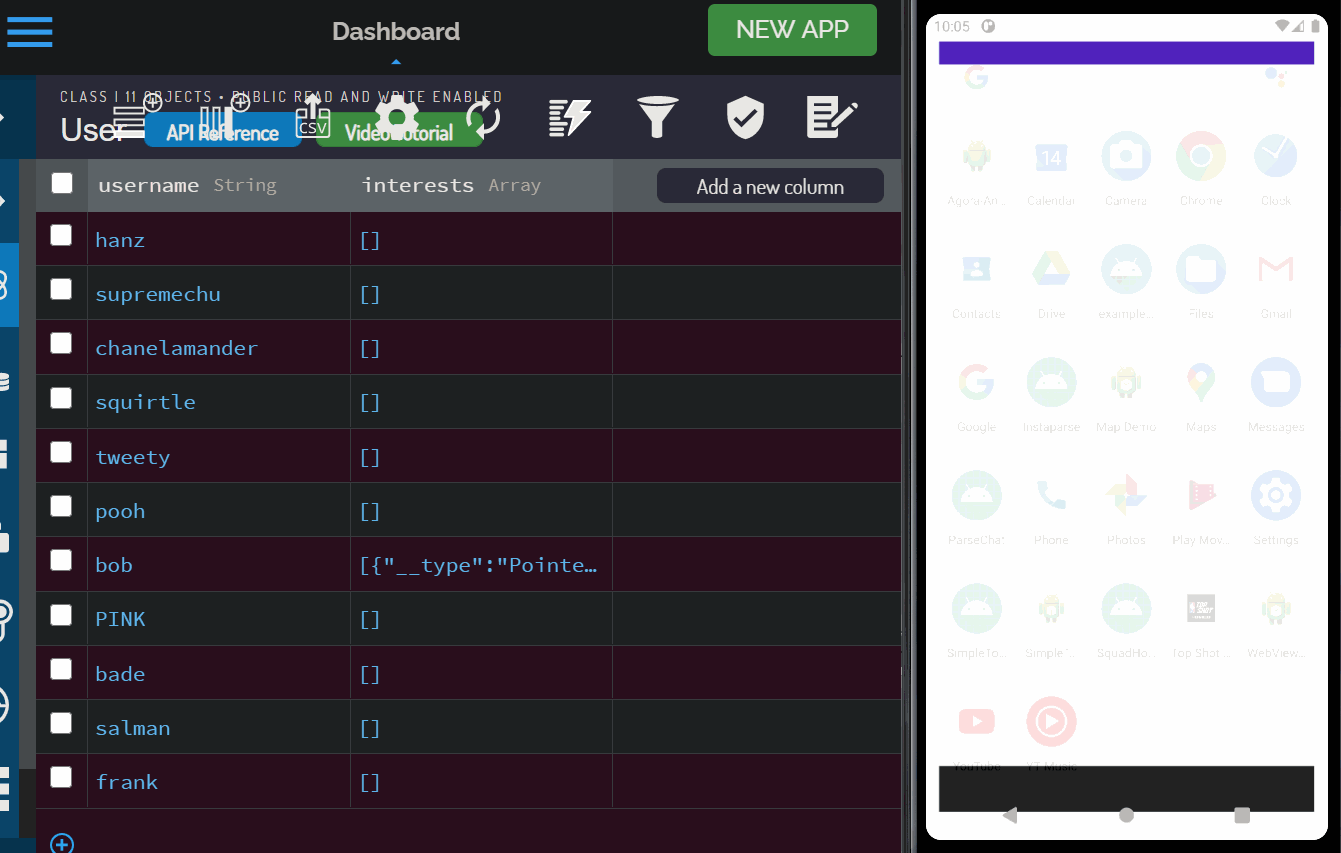 Dashboard
NEW APP
CLASS | 11 OBJECTS • PUBLIC READ AND WRITE ENABLED
User
API Reference
Video Tutorial
CSV
username String
interests Array
Add a new column
hanz []
supremechu []
chanelamander []
squirtle []
tweety []
pooh []
bob [{"__type":"Pointe…
PINK []
bade []
salman []
frank []
10:05
14
Agora An...
Calendar
Camera
Chrome
Clock
Contacts
Drive
example...
Files
Gmail
Google
Instaparse
Map Demo
Maps
Messages
ParseChat
Phone
Photos
Play Mov...
Settings
SimpleTo...
SimpleT...
SquadHo...
Top Shot ...
WebView...
YouTube
YT Music